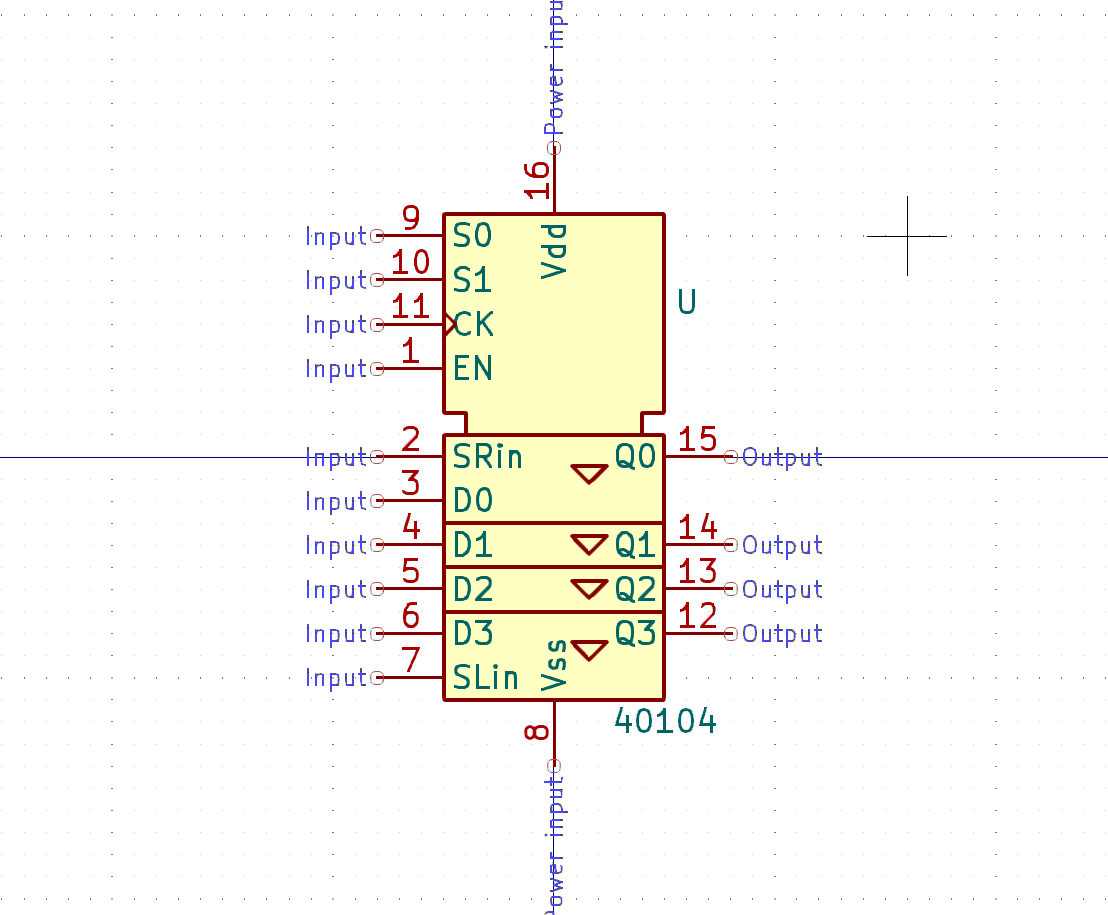 Power input
16
Vdd
Input 9 S0
Input 10 S1
U
Input 11 CK
Input 1 EN
Input 2 SRin Q0 15 Output
Input 3 D0
Input 4 D1 Q1 14 Output
Input 5 D2 Q2 13 Output
Input 6 D3 Q3 12 Output
Input 7 SLin
Vss
40104
8
Power input